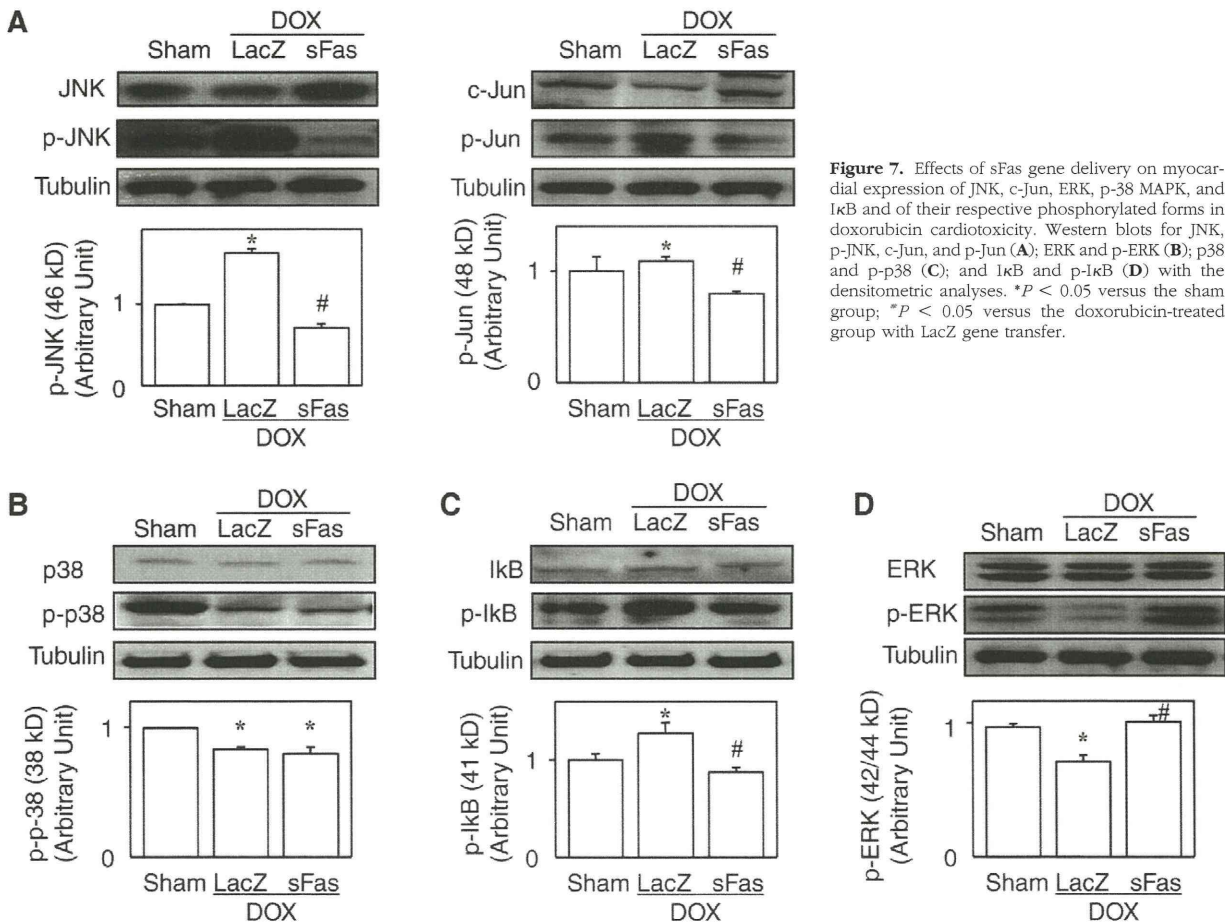 A
DOX
Sham LacZ sFas
JNK
p-JNK
Tubulin
p-JNK (46 kD)
(Arbitrary Unit)
1
0
* #
Sham LacZ sFas
DOX
DOX
Sham LacZ sFas
c-Jun
p-Jun
Tubulin
p-Jun (48 kD)
(Arbitrary Unit)
1
0
* #
Sham LacZ sFas
DOX
Figure 7. Effects of sFas gene delivery on myocar-
dial expression of JNK, c-Jun, ERK, p-38 MAPK, and
IκB and of their respective phosphorylated forms in
doxorubicin cardiotoxicity. Western blots for JNK,
p-JNK, c-Jun, and p-Jun (A); ERK and p-ERK (B); p38
and p-p38 (C); and IκB and p-IκB (D) with the
densitometric analyses. *P < 0.05 versus the sham
group; #P < 0.05 versus the doxorubicin-treated
group with LacZ gene transfer.
B
DOX
Sham LacZ sFas
p38
p-p38
Tubulin
p-p-38 (38 kD)
(Arbitrary Unit)
1
0
* *
Sham LacZ sFas
DOX
C
DOX
Sham LacZ sFas
IkB
p-IkB
Tubulin
p-IkB (41 kD)
(Arbitrary Unit)
1
0
* #
Sham LacZ sFas
DOX
D
DOX
Sham LacZ sFas
ERK
p-ERK
Tubulin
p-ERK (42/44 kD)
(Arbitrary Unit)
1
0
* #
Sham LacZ sFas
DOX